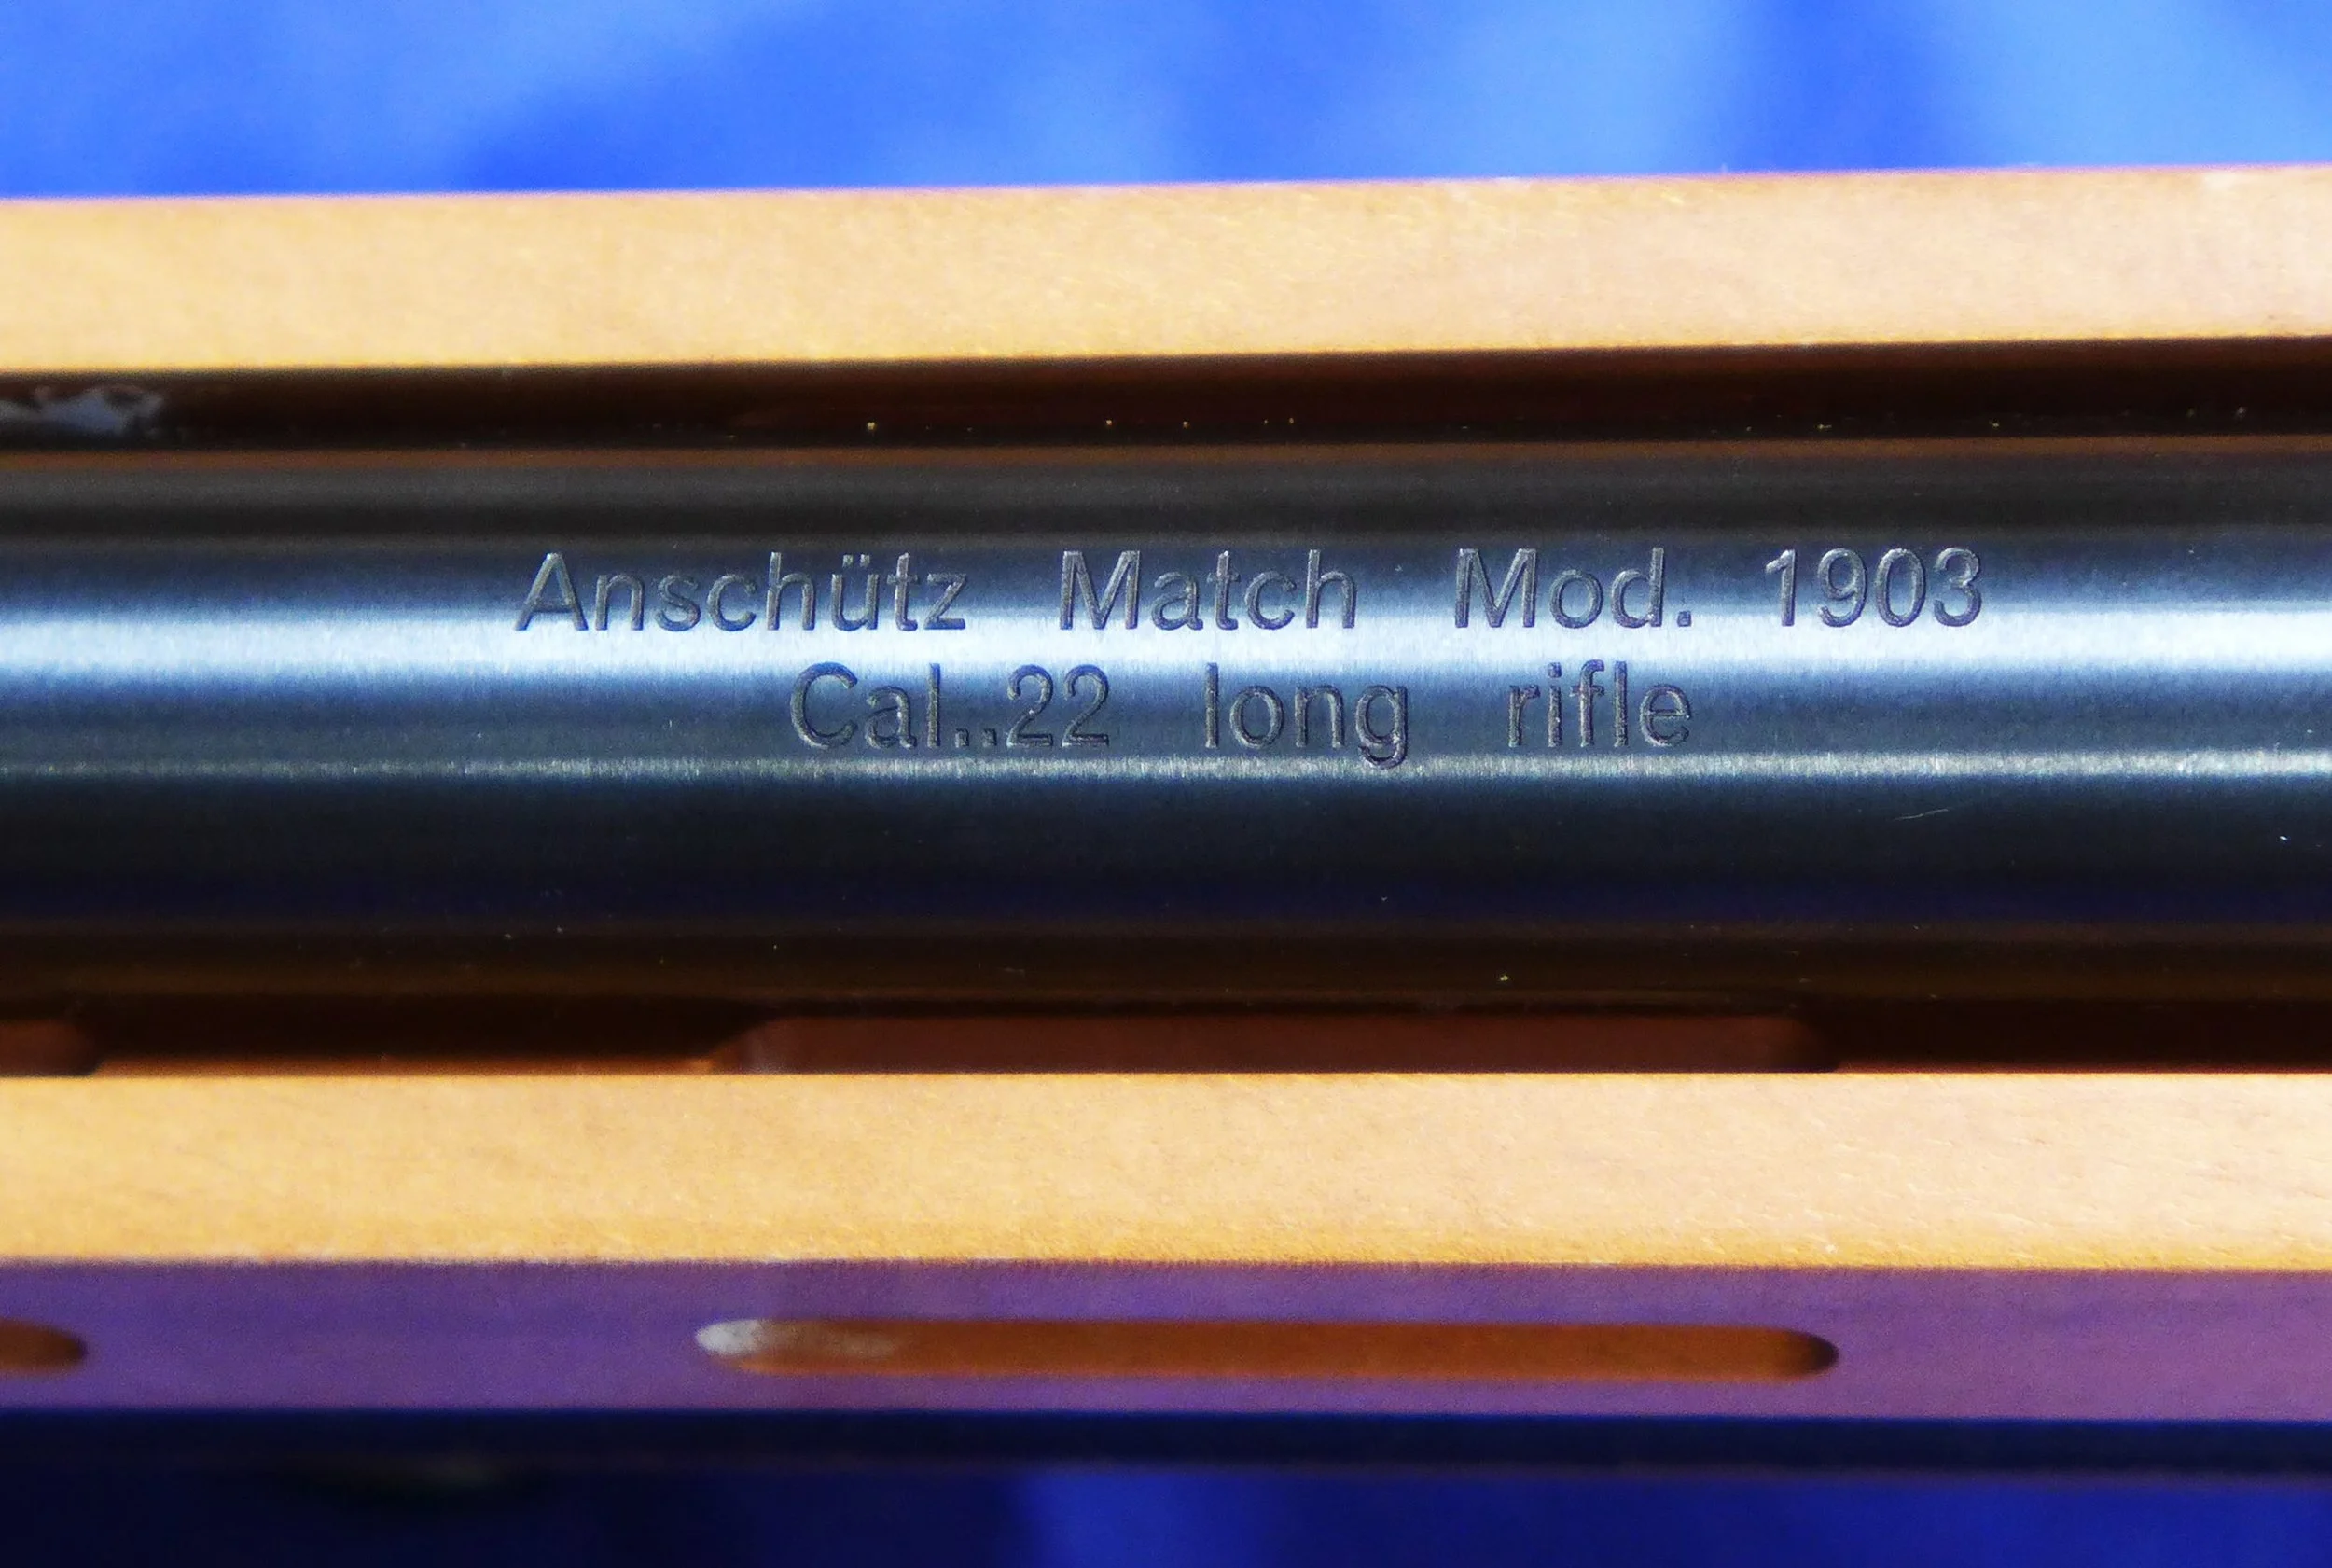 Anschütz Match Mod. 1903
Cal..22 long rifle